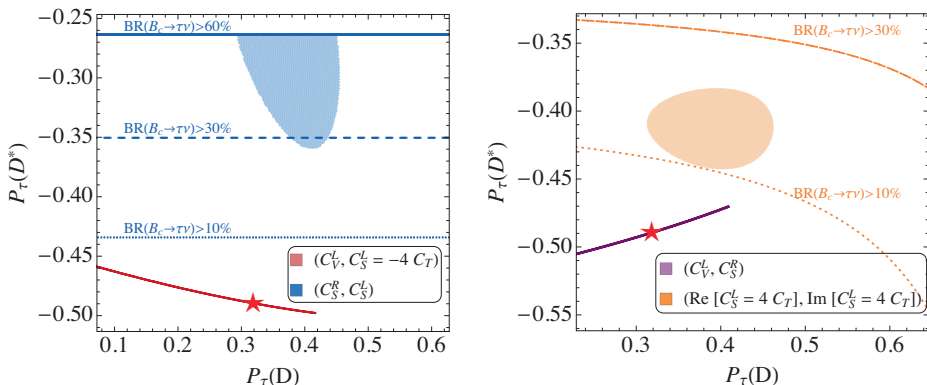 BR(B_c→τν)>60%
−0.25
−0.30
BR(B_c→τν)>30%
−0.35
−0.40
BR(B_c→τν)>10%
−0.45
−0.50
P_τ(D*)
(C_V^L, C_S^L = −4 C_T)
(C_S^R, C_S^L)
0.1 0.2 0.3 0.4 0.5 0.6
P_τ(D)
BR(B_c→τν)>30%
−0.35
−0.40
−0.45
BR(B_c→τν)>10%
−0.50
−0.55
P_τ(D*)
(C_V^L, C_S^R)
(Re [C_S^L = 4 C_T], Im [C_S^L = 4 C_T])
0.3 0.4 0.5 0.6
P_τ(D)